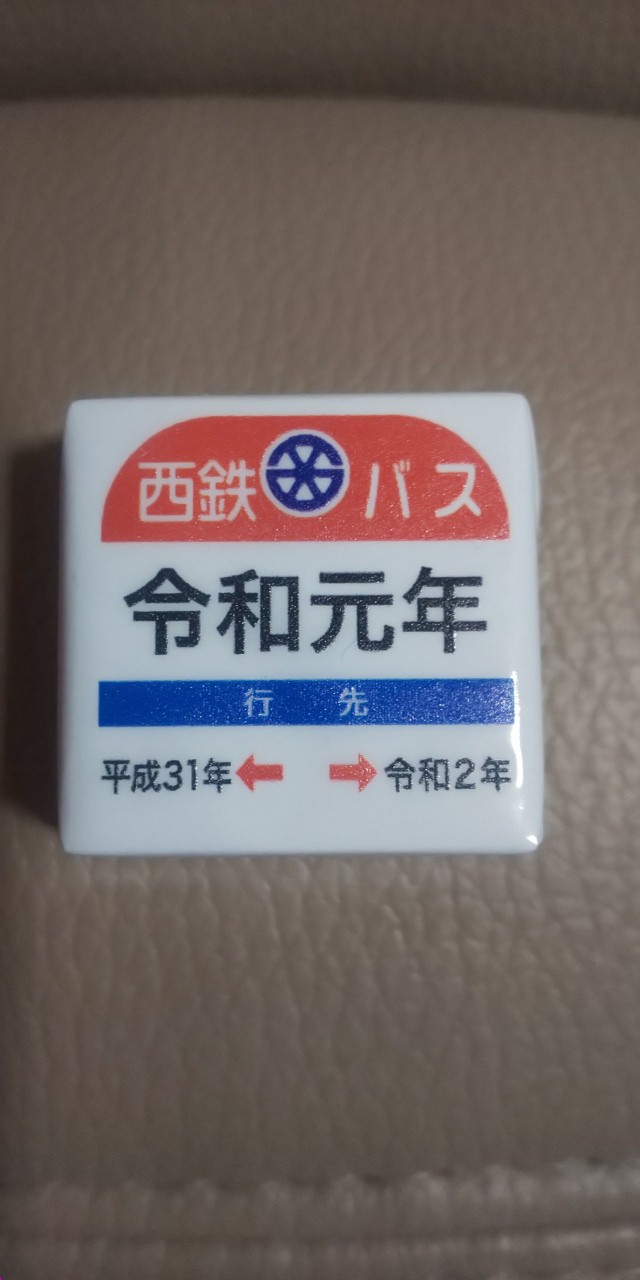 西鉄 バス
令和元年
行先
平成31年← →令和2年